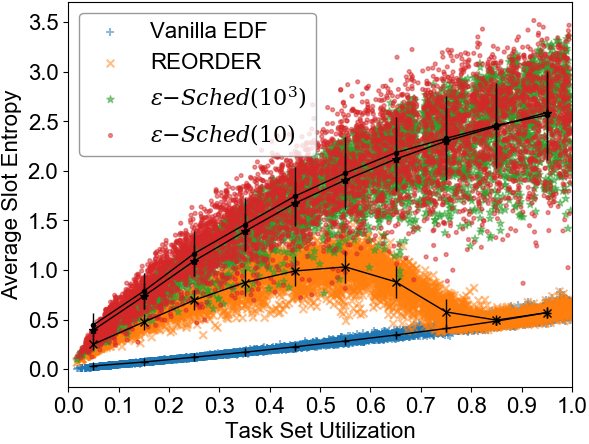 3.5
3.0
2.5
2.0
1.5
1.0
0.5
0.0
Average Slot Entropy
Vanilla EDF
REORDER
ε−Sched(10³)
ε−Sched(10)
0.0 0.1 0.2 0.3 0.4 0.5 0.6 0.7 0.8 0.9 1.0
Task Set Utilization